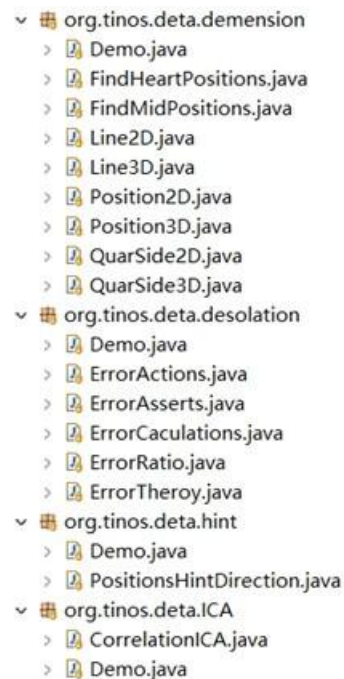 org.tinos.deta.demension
Demo.java
FindHeartPositions.java
FindMidPositions.java
Line2D.java
Line3D.java
Position2D.java
Position3D.java
QuarSide2D.java
QuarSide3D.java
org.tinos.deta.desolation
Demo.java
ErrorActions.java
ErrorAsserts.java
ErrorCaculations.java
ErrorRatio.java
ErrorTheroy.java
org.tinos.deta.hint
Demo.java
PositionsHintDirection.java
org.tinos.deta.ICA
CorrelationICA.java
Demo.java